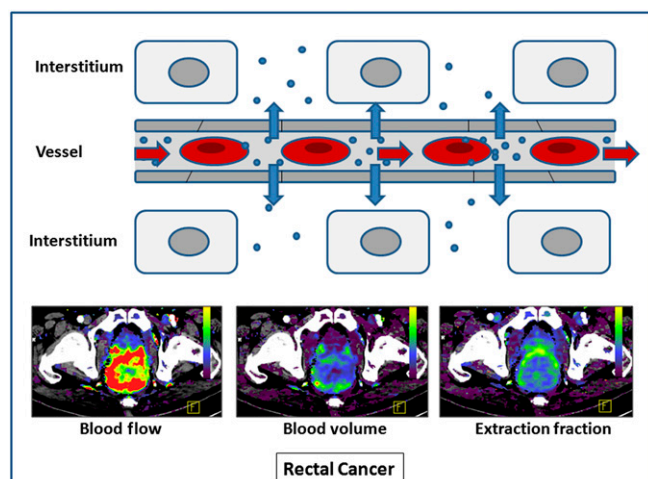 Interstitium
Vessel
Interstitium
F
F
F
Blood flow
Blood volume
Extraction fraction
Rectal Cancer